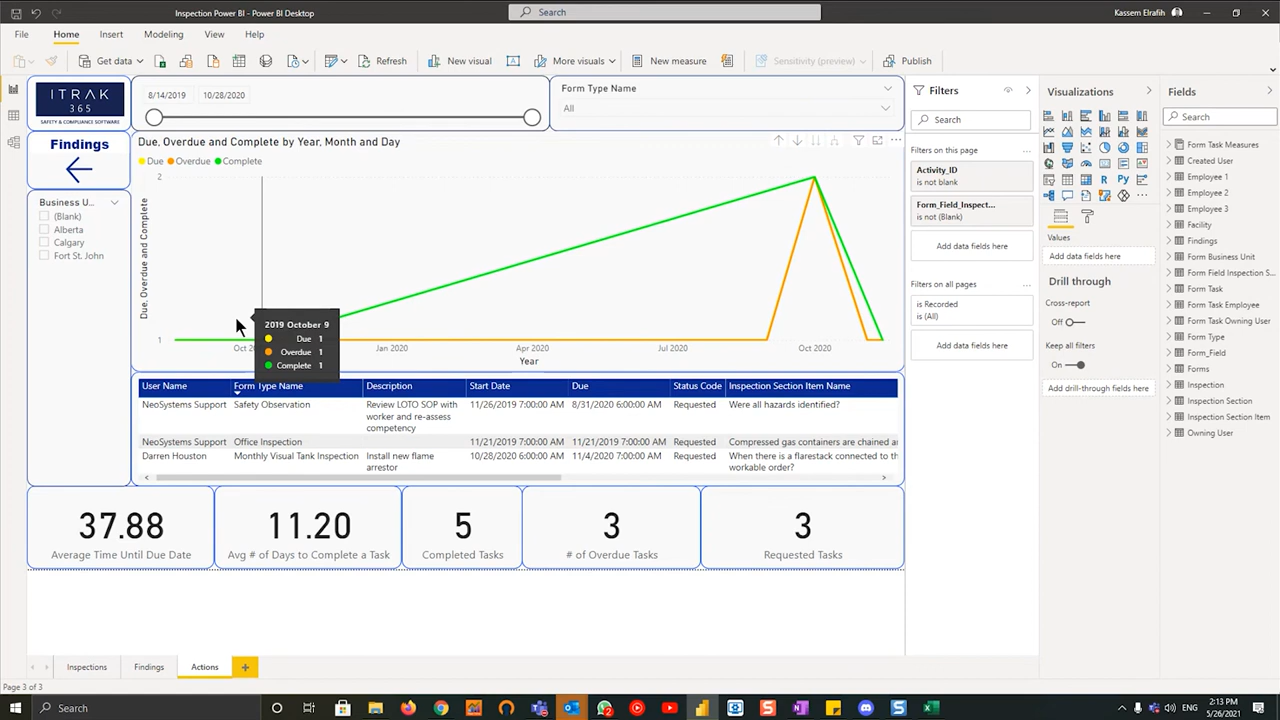 Inspection Power BI - Power BI Desktop
Search
Kassem Elrafih
File Home Insert Modeling View Help
Get data
Refresh
New visual
More visuals
New measure
Sensitivity (preview)
Publish
ITRAK
365
SAFETY & COMPLIANCE SOFTWARE
8/14/2019 10/28/2020
Form Type Name
All
Findings
Business U...
(Blank)
Alberta
Calgary
Fort St. John
Due, Overdue and Complete by Year, Month and Day
Due Overdue Complete
2
1
Due, Overdue and Complete
Oct 20
Jan 2020
Apr 2020
Jul 2020
Oct 2020
Year
2019 October 9
Due 1
Overdue 1
Complete 1
User Name Form Type Name Description Start Date Due Status Code Inspection Section Item Name
NeoSystems Support Safety Observation Review LOTO SOP with 11/26/2019 7:00:00 AM 8/31/2020 6:00:00 AM Requested Were all hazards identified?
worker and re-assess
competency
NeoSystems Support Office Inspection 11/21/2019 7:00:00 AM 11/21/2019 7:00:00 AM Requested Compressed gas containers are chained ar
Darren Houston Monthly Visual Tank Inspection Install new flame 10/28/2020 6:00:00 AM 11/4/2020 7:00:00 AM Requested When there is a flarestack connected to th
arrestor workable order?
37.88
Average Time Until Due Date
11.20
Avg # of Days to Complete a Task
5
Completed Tasks
3
# of Overdue Tasks
3
Requested Tasks
Filters
Search
Filters on this page
Activity_ID
is not blank
Form_Field_Inspect...
is not (Blank)
Add data fields here
Filters on all pages
is Recorded
is (All)
Add data fields here
Visualizations
R Py
Values
Add data fields here
Drill through
Cross-report
Off
Keep all filters
On
Add drill-through fields here
Fields
Search
Form Task Measures
Created User
Employee 1
Employee 2
Employee 3
Facility
Findings
Form Business Unit
Form Field Inspection S...
Form Task
Form Task Employee
Form Task Owning User
Form Type
Form_Field
Forms
Inspection
Inspection Section
Inspection Section Item
Owning User
Inspections Findings Actions
Page 3 of 3
Search
ENG
2:13 PM
5/26/2021